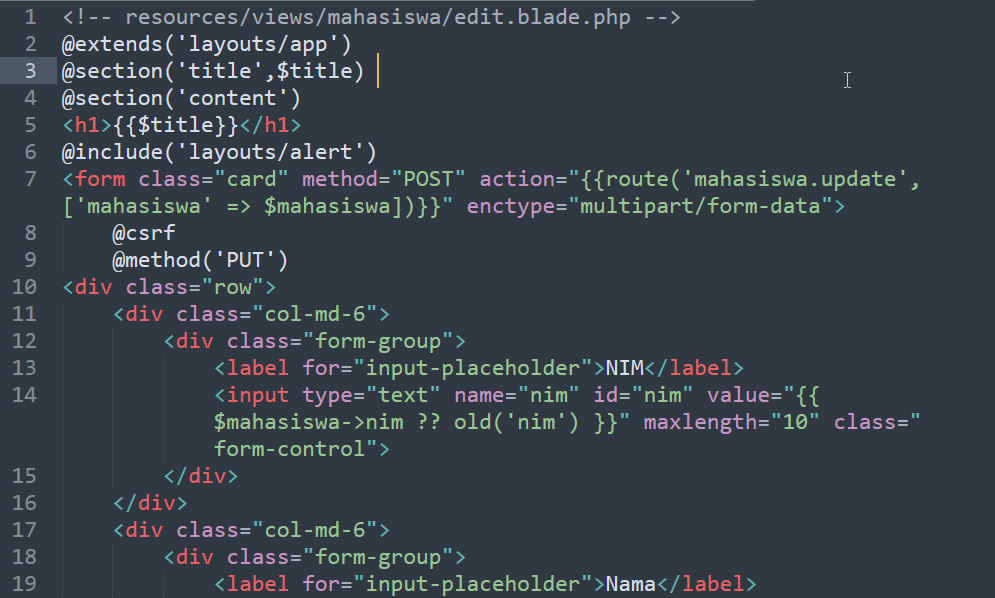 1 <!-- resources/views/mahasiswa/edit.blade.php -->
2 @extends('layouts/app')
3 @section('title',$title)
4 @section('content')
5 <h1>{{$title}}</h1>
6 @include('layouts/alert')
7 <form class="card" method="POST" action="{{route('mahasiswa.update',
['mahasiswa' => $mahasiswa])}}" enctype="multipart/form-data">
8 @csrf
9 @method('PUT')
10 <div class="row">
11 <div class="col-md-6">
12 <div class="form-group">
13 <label for="input-placeholder">NIM</label>
14 <input type="text" name="nim" id="nim" value="{{
$mahasiswa->nim ?? old('nim') }}" maxlength="10" class="
form-control">
15 </div>
16 </div>
17 <div class="col-md-6">
18 <div class="form-group">
19 <label for="input-placeholder">Nama</label>